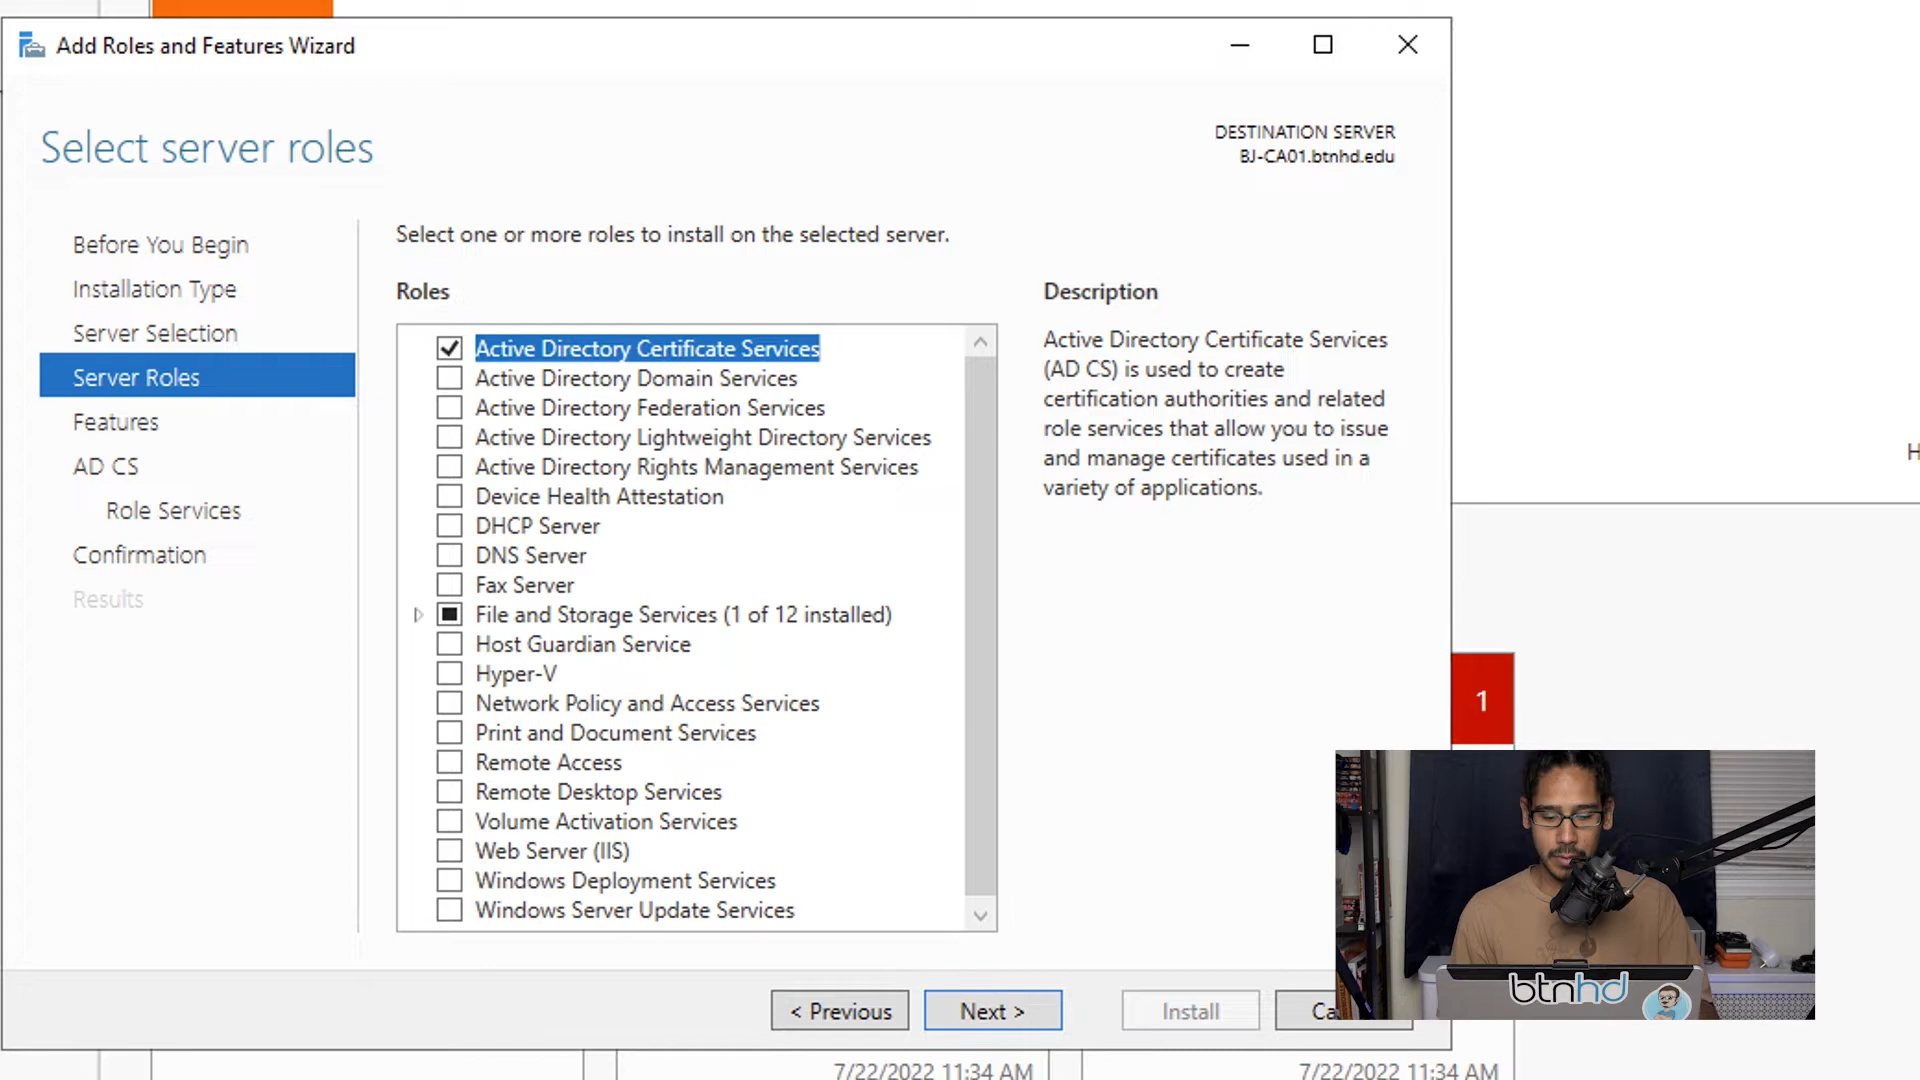 Add Roles and Features Wizard
Select server roles
DESTINATION SERVER
BJ-CA01.btnhd.edu
Before You Begin
Installation Type
Server Selection
Server Roles
Features
AD CS
Role Services
Confirmation
Results
Select one or more roles to install on the selected server.
Roles
Active Directory Certificate Services
Active Directory Domain Services
Active Directory Federation Services
Active Directory Lightweight Directory Services
Active Directory Rights Management Services
Device Health Attestation
DHCP Server
DNS Server
Fax Server
File and Storage Services (1 of 12 installed)
Host Guardian Service
Hyper-V
Network Policy and Access Services
Print and Document Services
Remote Access
Remote Desktop Services
Volume Activation Services
Web Server (IIS)
Windows Deployment Services
Windows Server Update Services
Description
Active Directory Certificate Services
(AD CS) is used to create
certification authorities and related
role services that allow you to issue
and manage certificates used in a
variety of applications.
H
1
< Previous
Next >
Install
Ca
btnhd
7/22/2022 11:34 AM
7/22/2022 11:34 AM